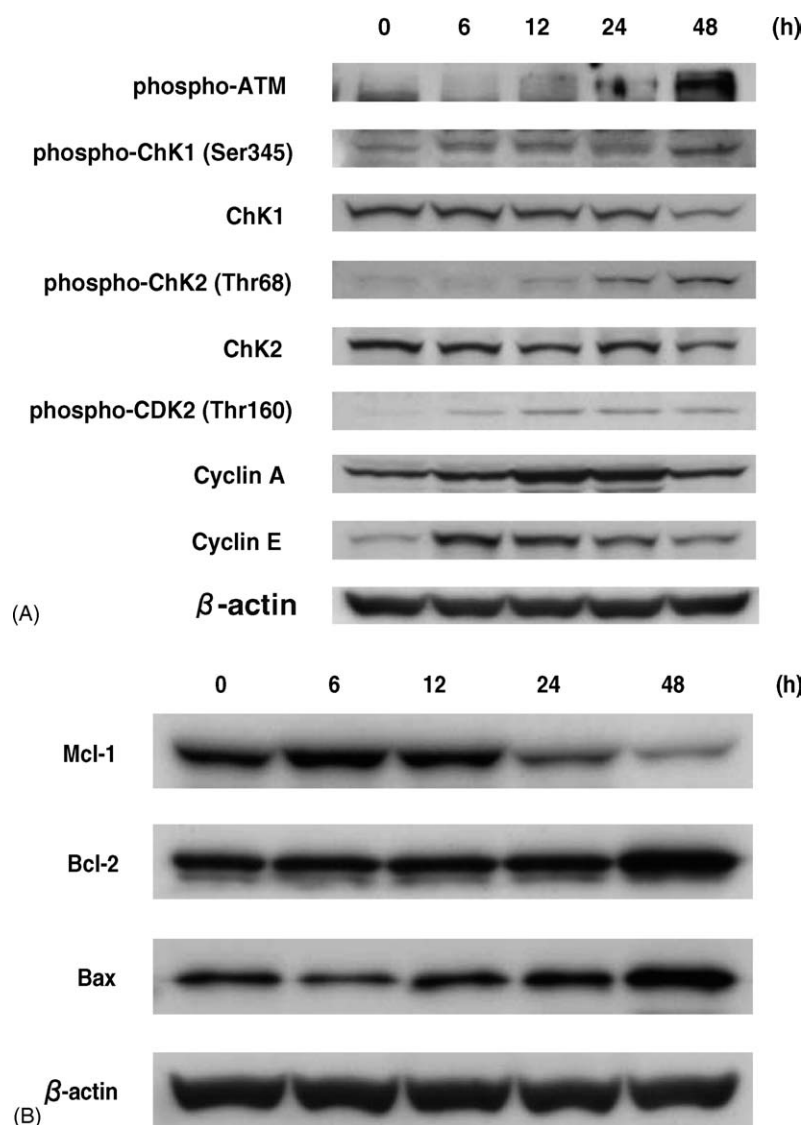 0 6 12 24 48 (h)
phospho-ATM
phospho-ChK1 (Ser345)
ChK1
phospho-ChK2 (Thr68)
ChK2
phospho-CDK2 (Thr160)
Cyclin A
Cyclin E
β-actin
(A)
0 6 12 24 48 (h)
Mcl-1
Bcl-2
Bax
β-actin
(B)